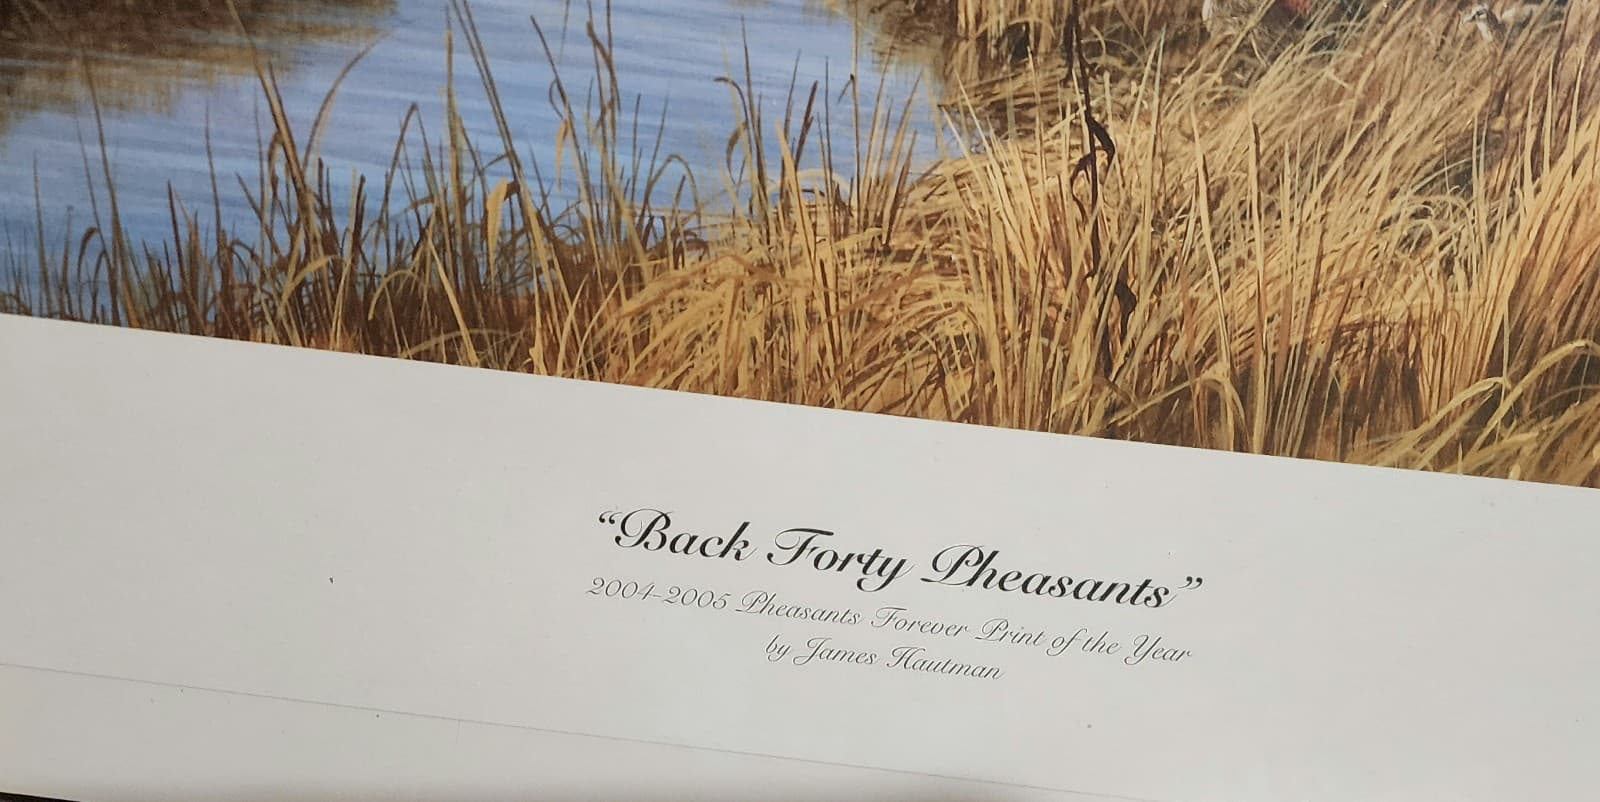 “Back Forty Pheasants”
2004-2005 Pheasants Forever Print of the Year
by James Hautman